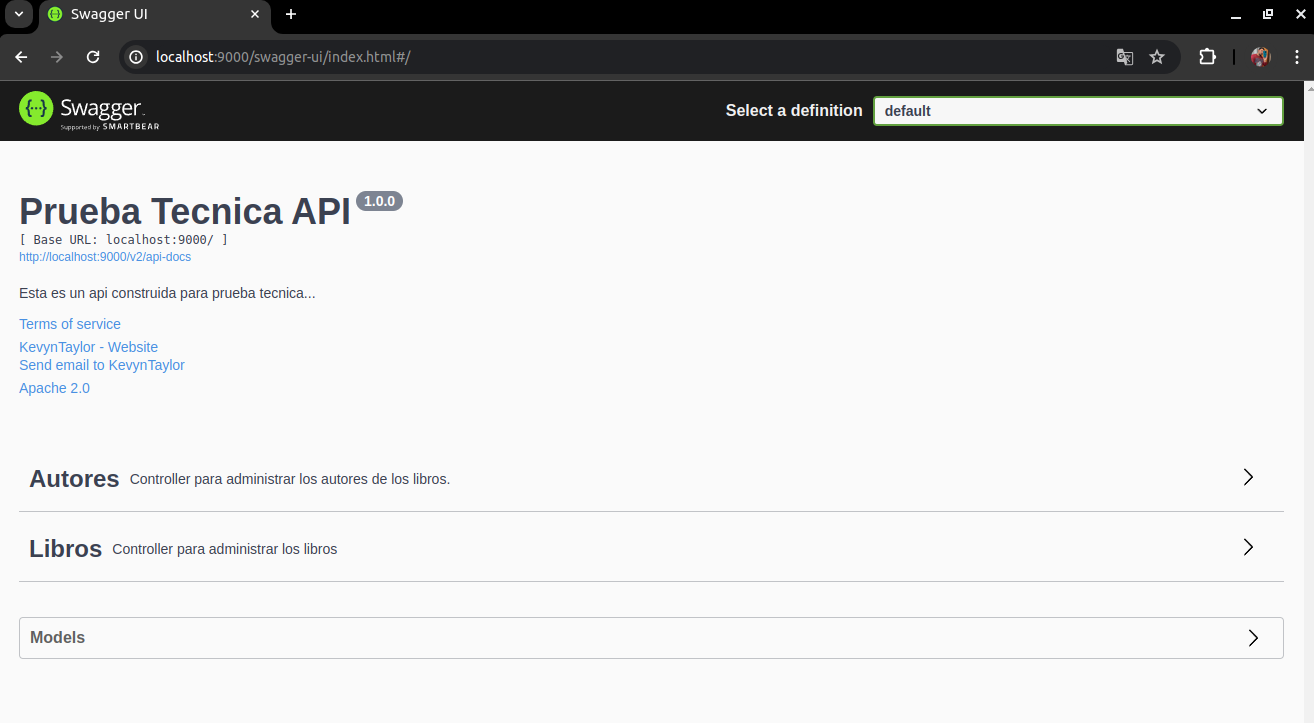 Swagger UI
localhost:9000/swagger-ui/index.html#/
Swagger
Supported by SMARTBEAR
Select a definition
default
Prueba Tecnica API 1.0.0
[ Base URL: localhost:9000/ ]
http://localhost:9000/v2/api-docs
Esta es un api construida para prueba tecnica...
Terms of service
KevynTaylor - Website
Send email to KevynTaylor
Apache 2.0
Autores Controller para administrar los autores de los libros.
Libros Controller para administrar los libros
Models